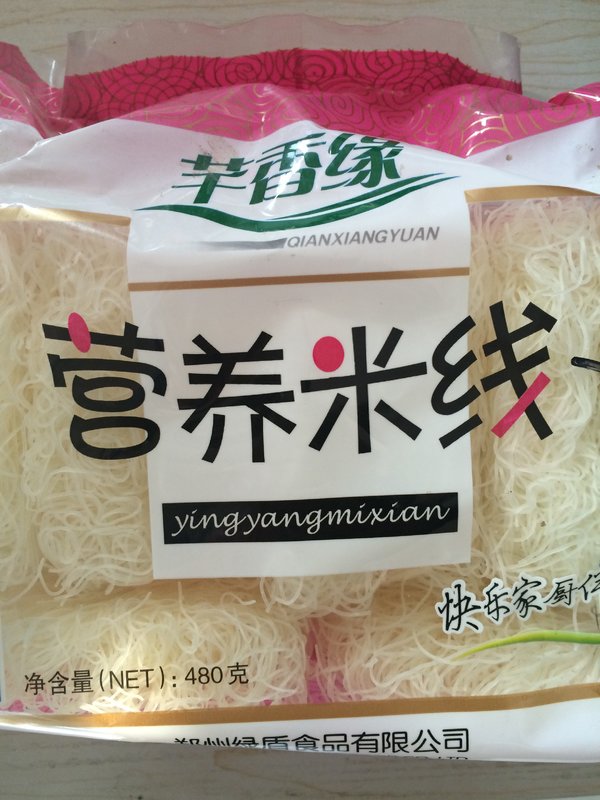 芊香缘
QIANXIANGYUAN
营养米线
yingyangmixian
快乐家厨
净含量(NET):480克
郑州绿盾食品有限公司